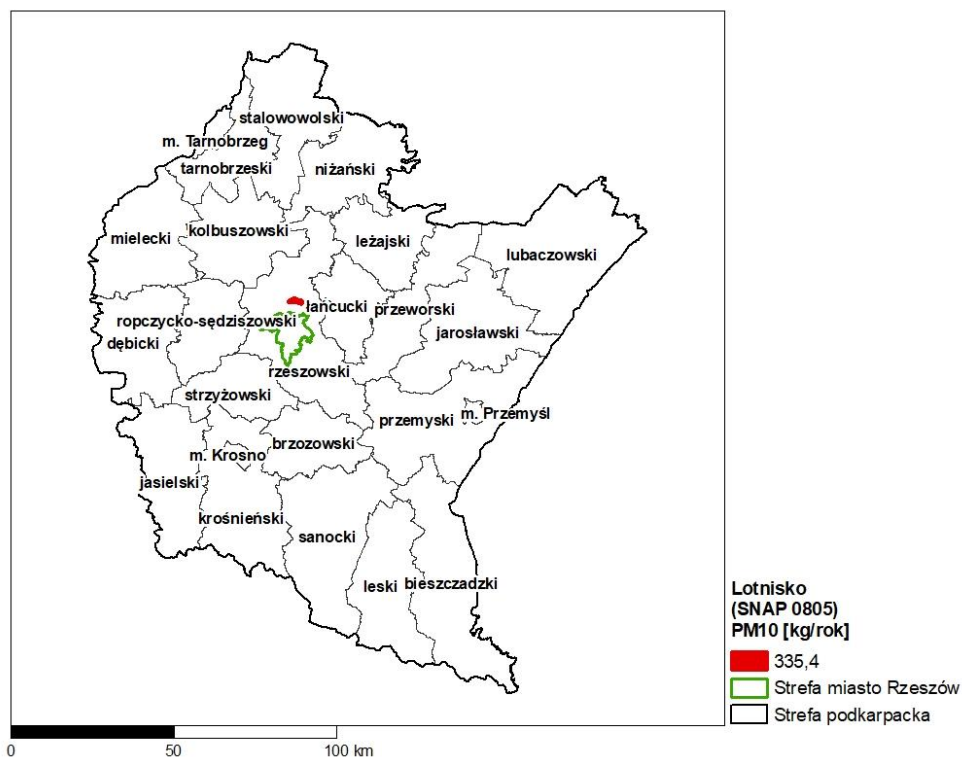 stalowowolski
m. Tarnobrzeg
tarnobrzeski
niżański
mielecki
kolbuszowski
leżajski
lubaczowski
łańcucki
przeworski
ropczycko-sędziszowski
jarosławski
dębicki
rzeszowski
strzyżowski
przemyski
m. Przemyśl
brzozowski
m. Krosno
jasielski
krośnieński
sanocki
leski
bieszczadzki
Lotnisko
(SNAP 0805)
PM10 [kg/rok]
335,4
Strefa miasto Rzeszów
Strefa podkarpacka
0 50 100 km